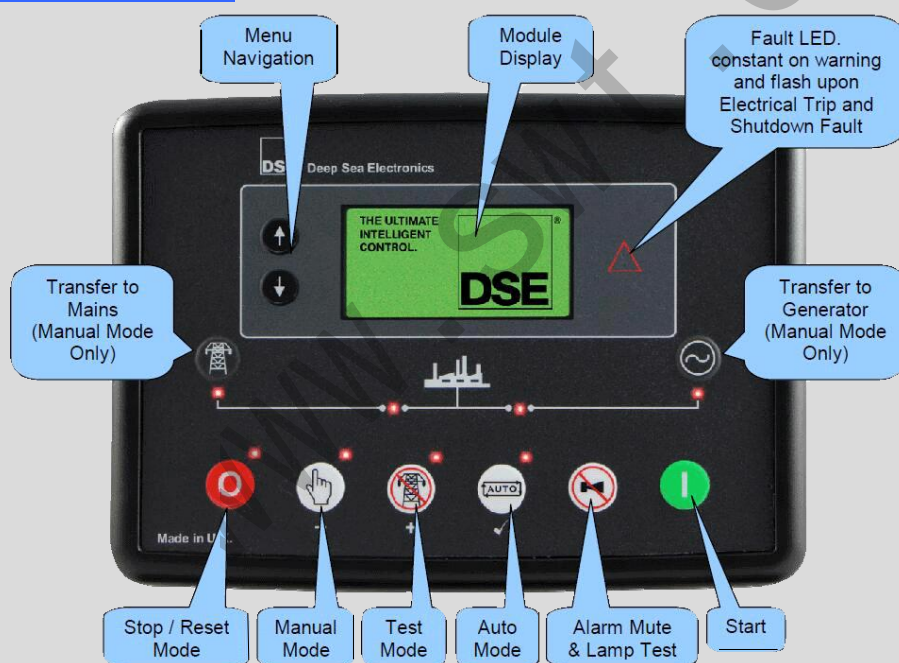 Menu
Navigation
Module
Display
Fault LED.
constant on warning
and flash upon
Electrical Trip and
Shutdown Fault
DS
Deep Sea Electronics
THE ULTIMATE
INTELLIGENT
CONTROL.
®
DSE
Transfer to
Mains
(Manual Mode
Only)
Transfer to
Generator
(Manual Mode
Only)
O
AUTO
I
-
+
✓
Made in U.K.
Stop / Reset
Mode
Manual
Mode
Test
Mode
Auto
Mode
Alarm Mute
& Lamp Test
Start